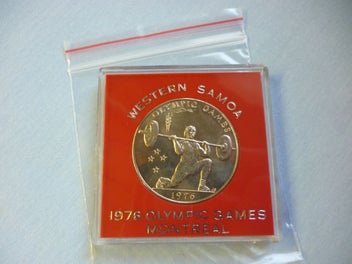 WESTERN SAMOA
OLYMPIC GAMES
1976
1976 OLYMPIC GAMES
MONTREAL